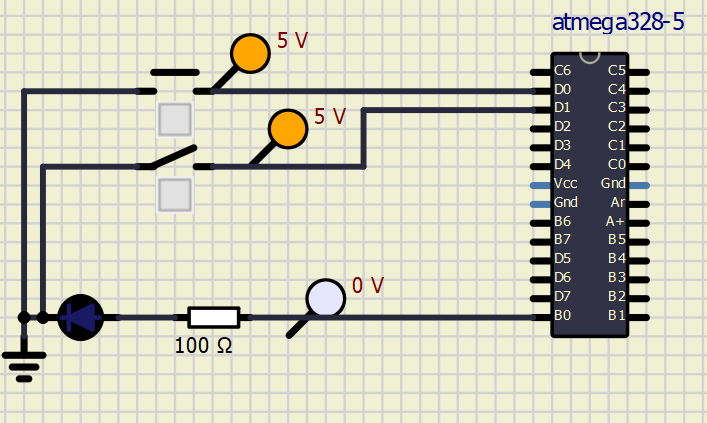 atmega328-5
5 V
5 V
0 V
100 Ω
C6 C5
D0 C4
D1 C3
D2 C2
D3 C1
D4 C0
Vcc Gnd
Gnd Ar
B6 A+
B7 B5
D5 B4
D6 B3
D7 B2
B0 B1